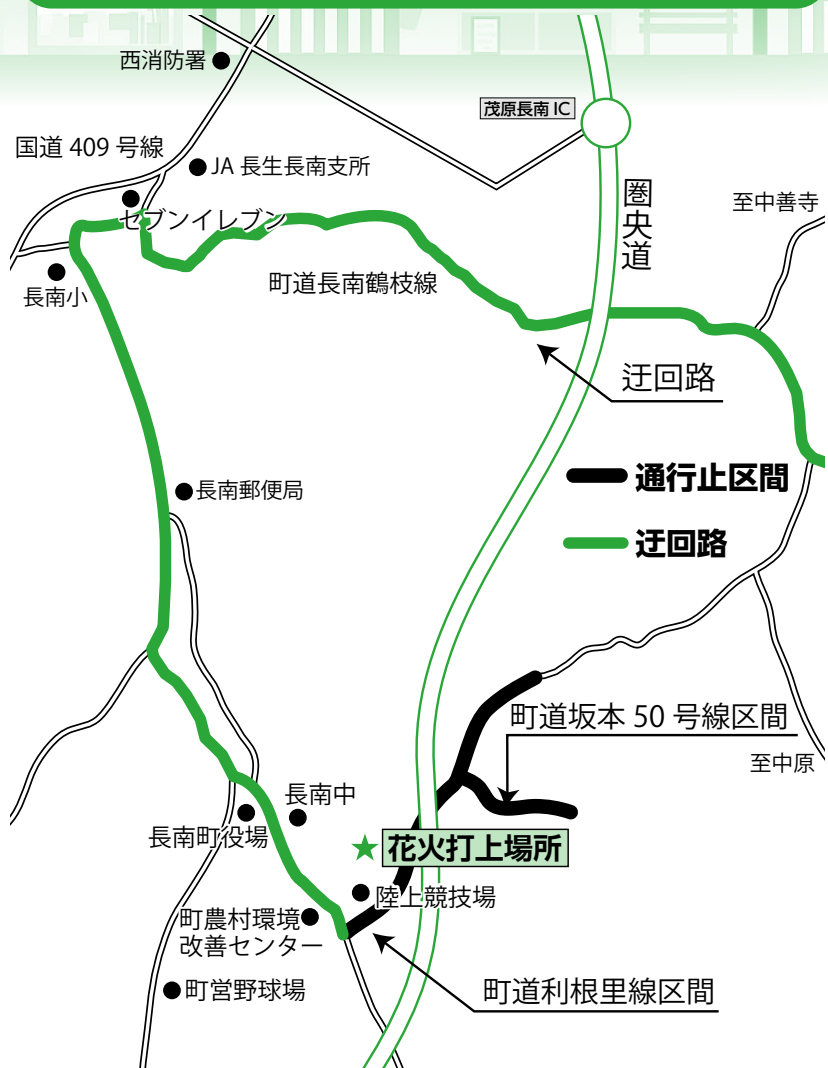 西消防署
茂原長南 IC
国道 409 号線
JA 長生長南支所
圏央道
至中善寺
セブンイレブン
長南小
町道長南鶴枝線
迂回路
通行止区間
長南郵便局
迂回路
町道坂本 50 号線区間
至中原
長南中
長南町役場
花火打上場所
陸上競技場
町農村環境
改善センター
町営野球場
町道利根里線区間